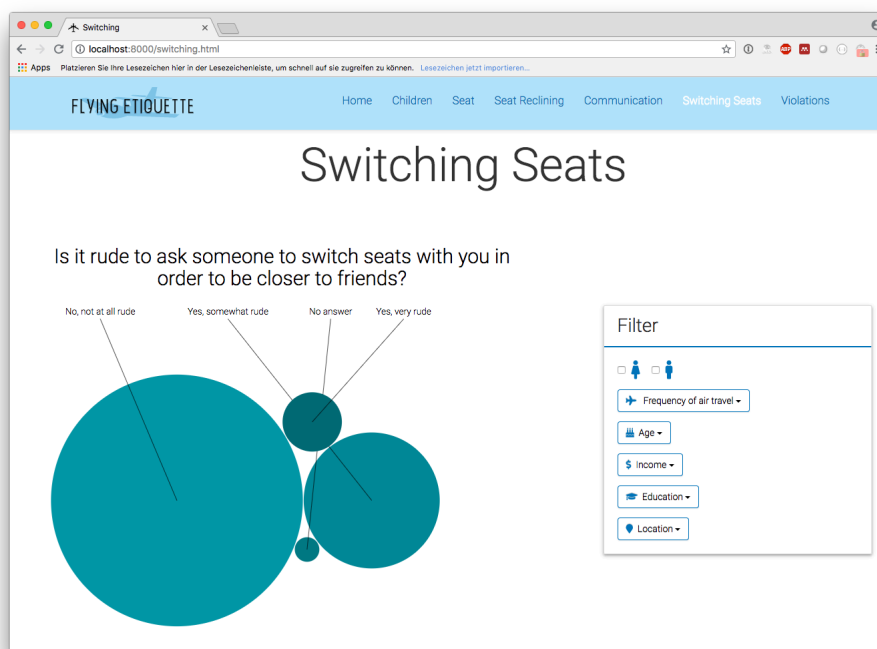 Switching
localhost:8000/switching.html
Apps Platzieren Sie Ihre Lesezeichen hier in der Lesezeichenleiste, um schnell auf sie zugreifen zu können. Lesezeichen jetzt importieren...
FLYING ETIQUETTE
Home Children Seat Seat Reclining Communication Switching Seats Violations
Switching Seats
Is it rude to ask someone to switch seats with you in
order to be closer to friends?
No, not at all rude Yes, somewhat rude No answer Yes, very rude
Filter
Frequency of air travel
Age
$ Income
Education
Location